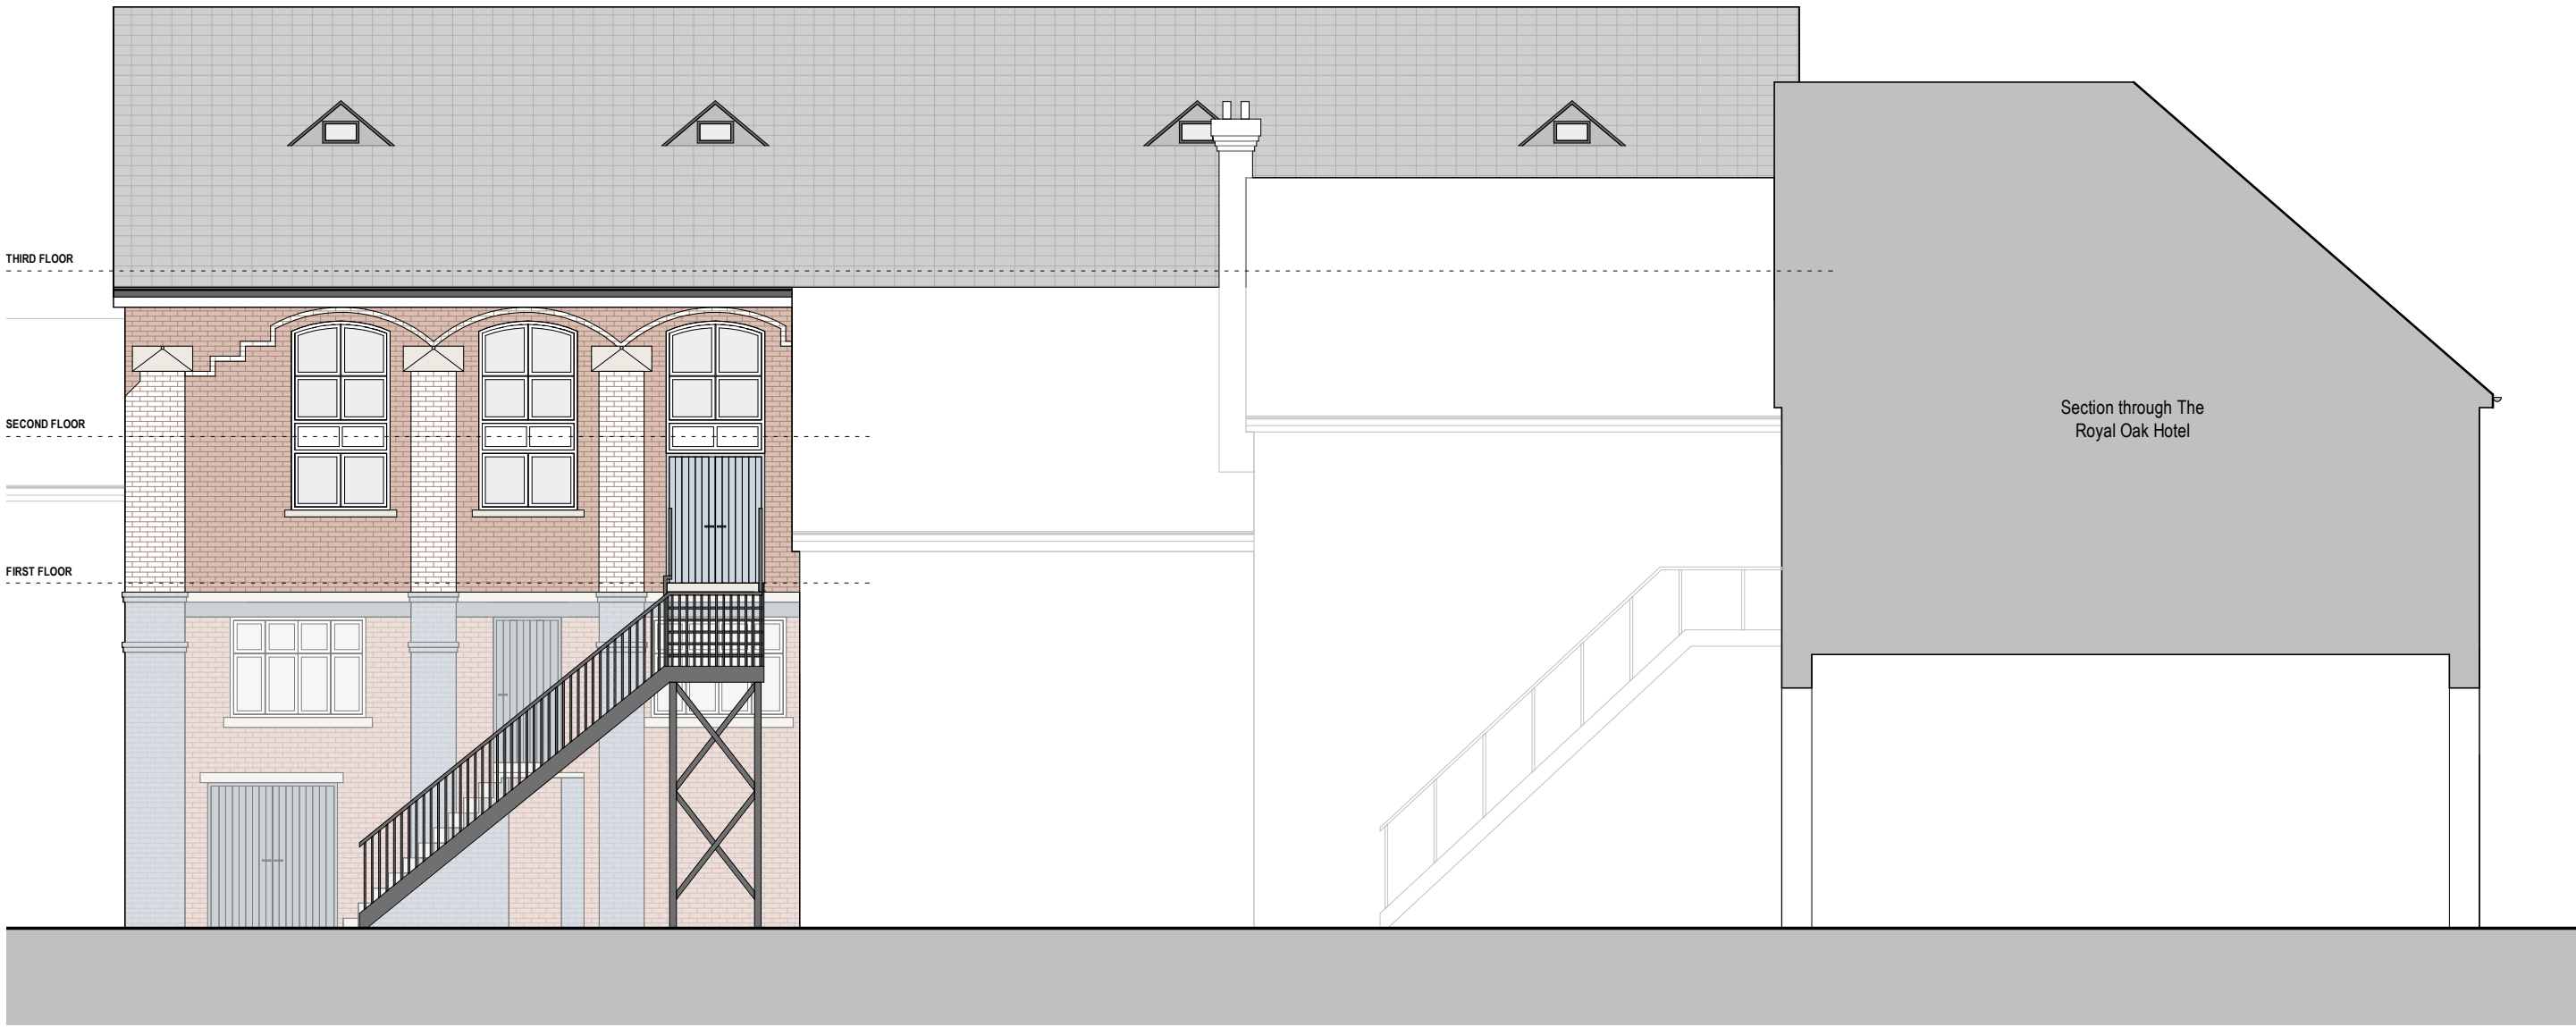 THIRD FLOOR
SECOND FLOOR
FIRST FLOOR
Section through The
Royal Oak Hotel